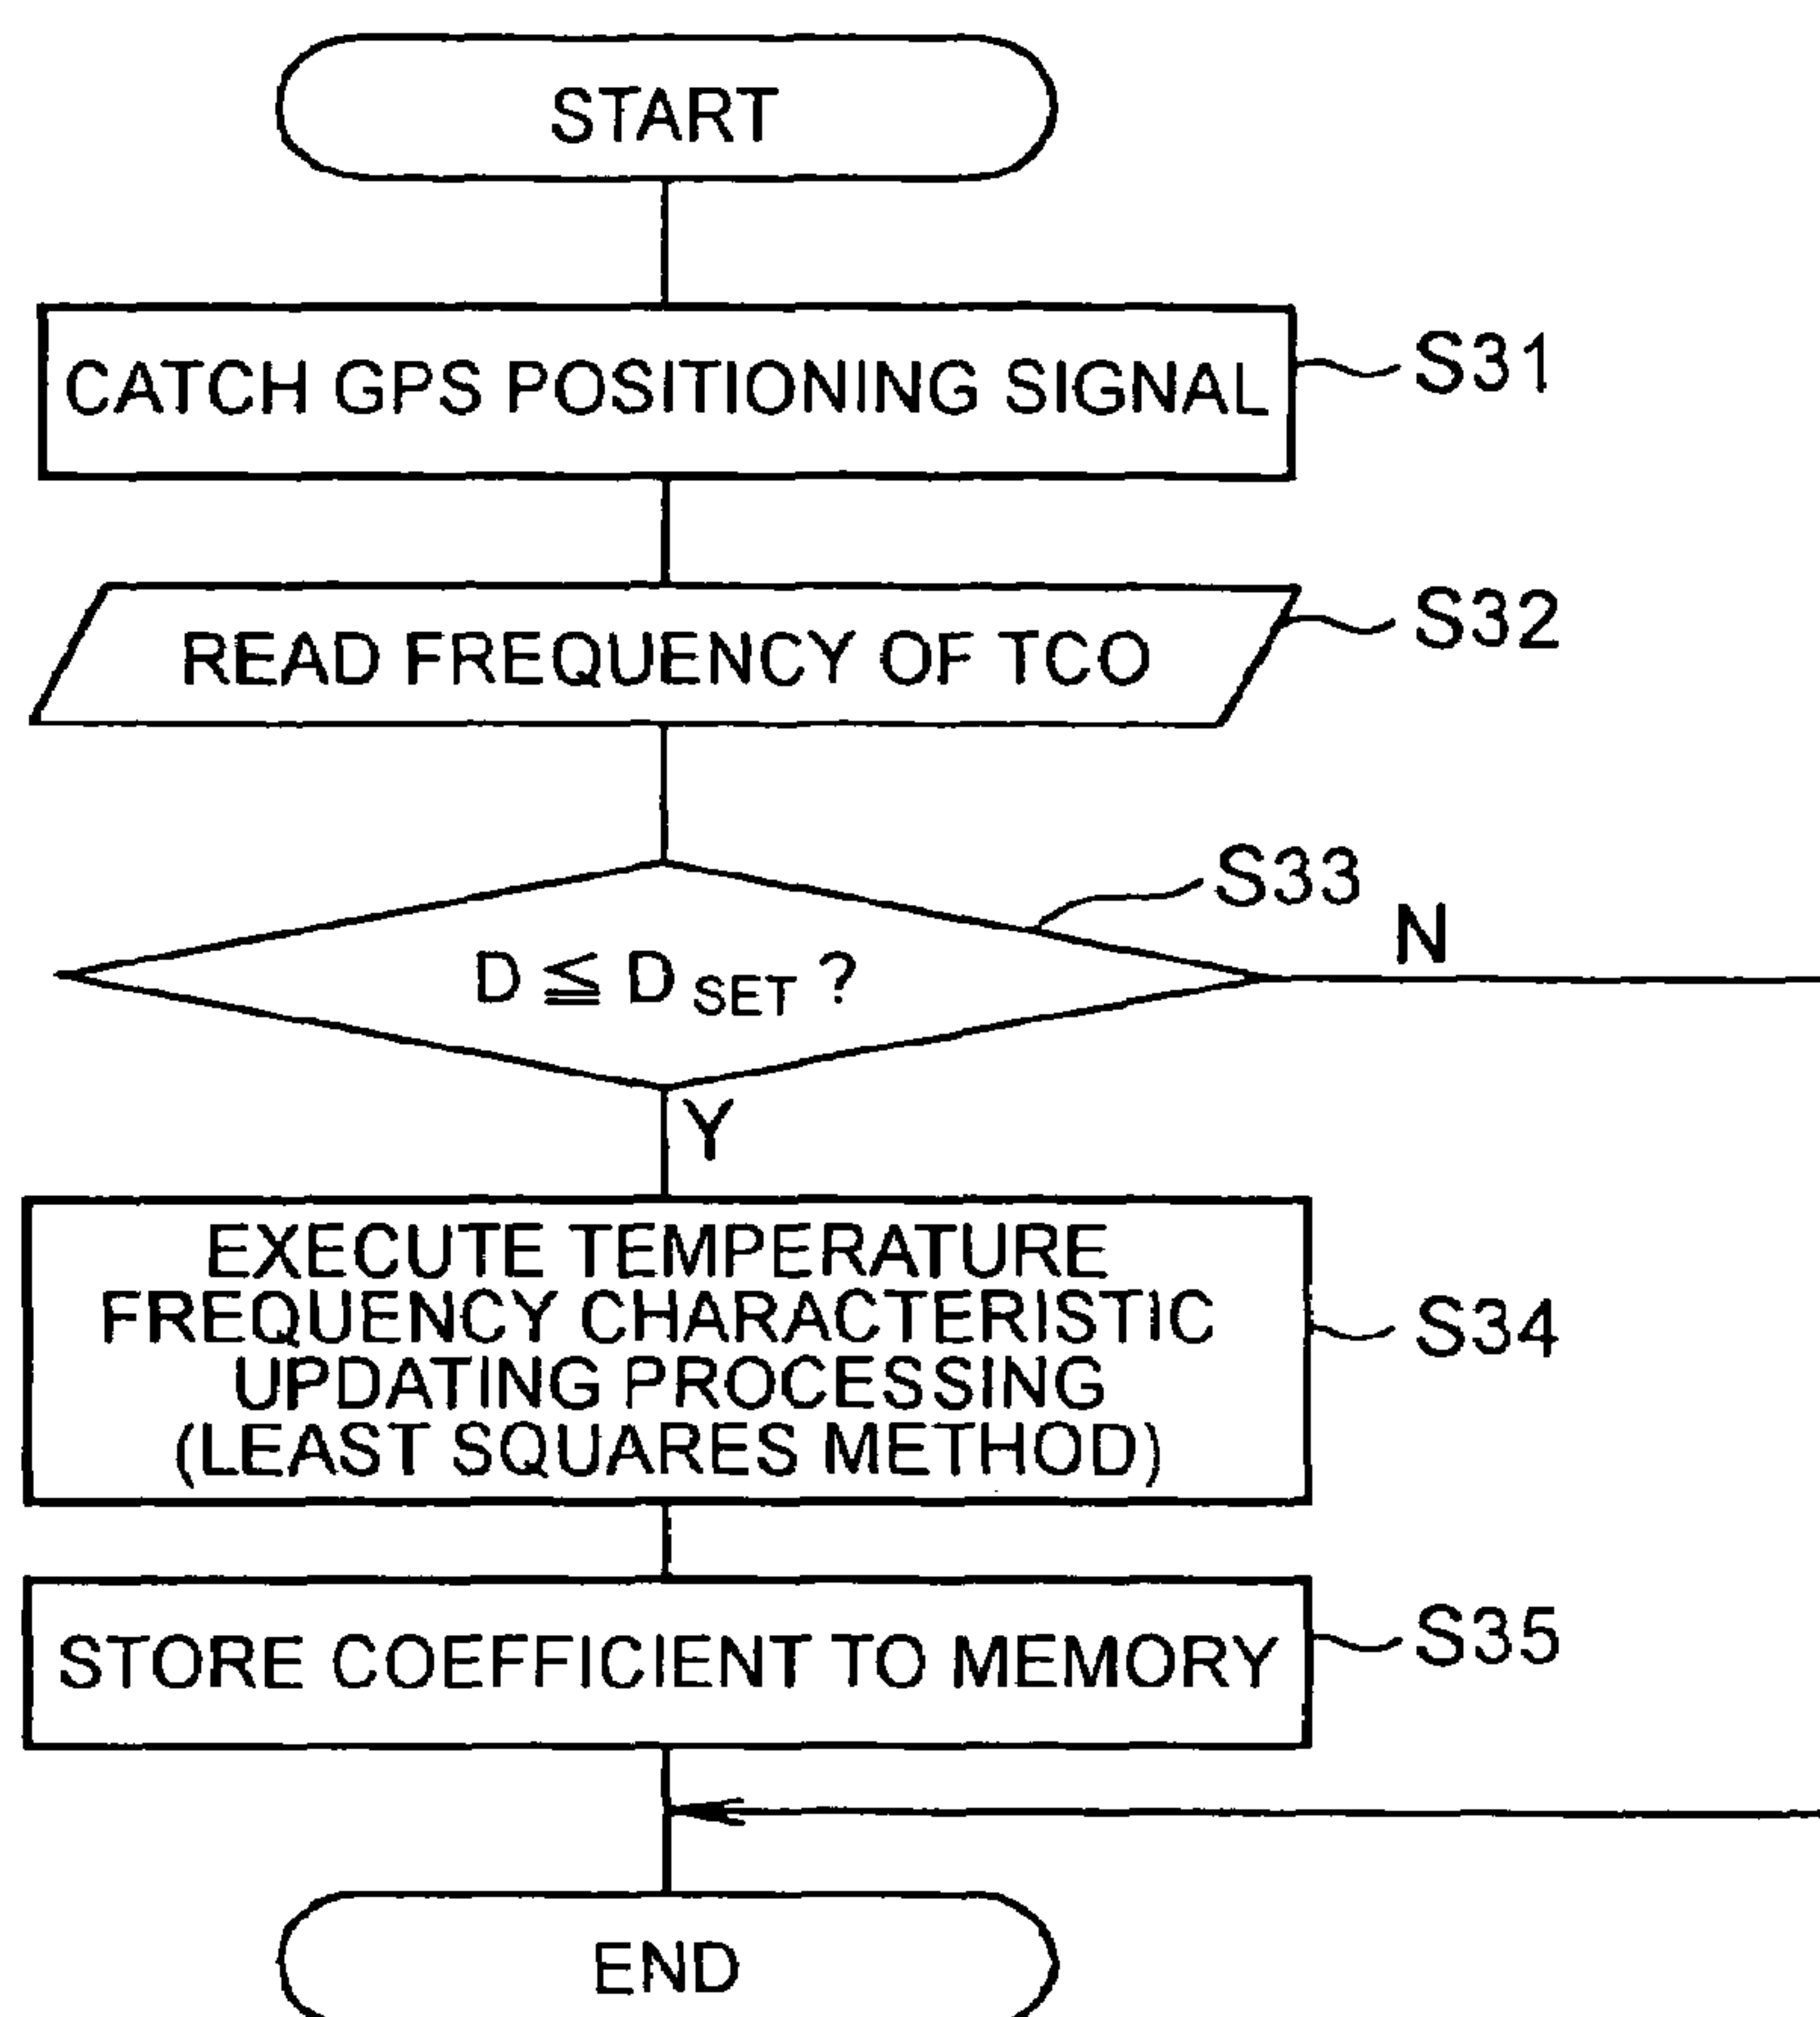 START
CATCH GPS POSITIONING SIGNAL
S31
READ FREQUENCY OF TCO
S32
S33
D ≦ D SET ?
N
Y
EXECUTE TEMPERATURE
FREQUENCY CHARACTERISTIC
UPDATING PROCESSING
(LEAST SQUARES METHOD)
S34
STORE COEFFICIENT TO MEMORY
S35
END